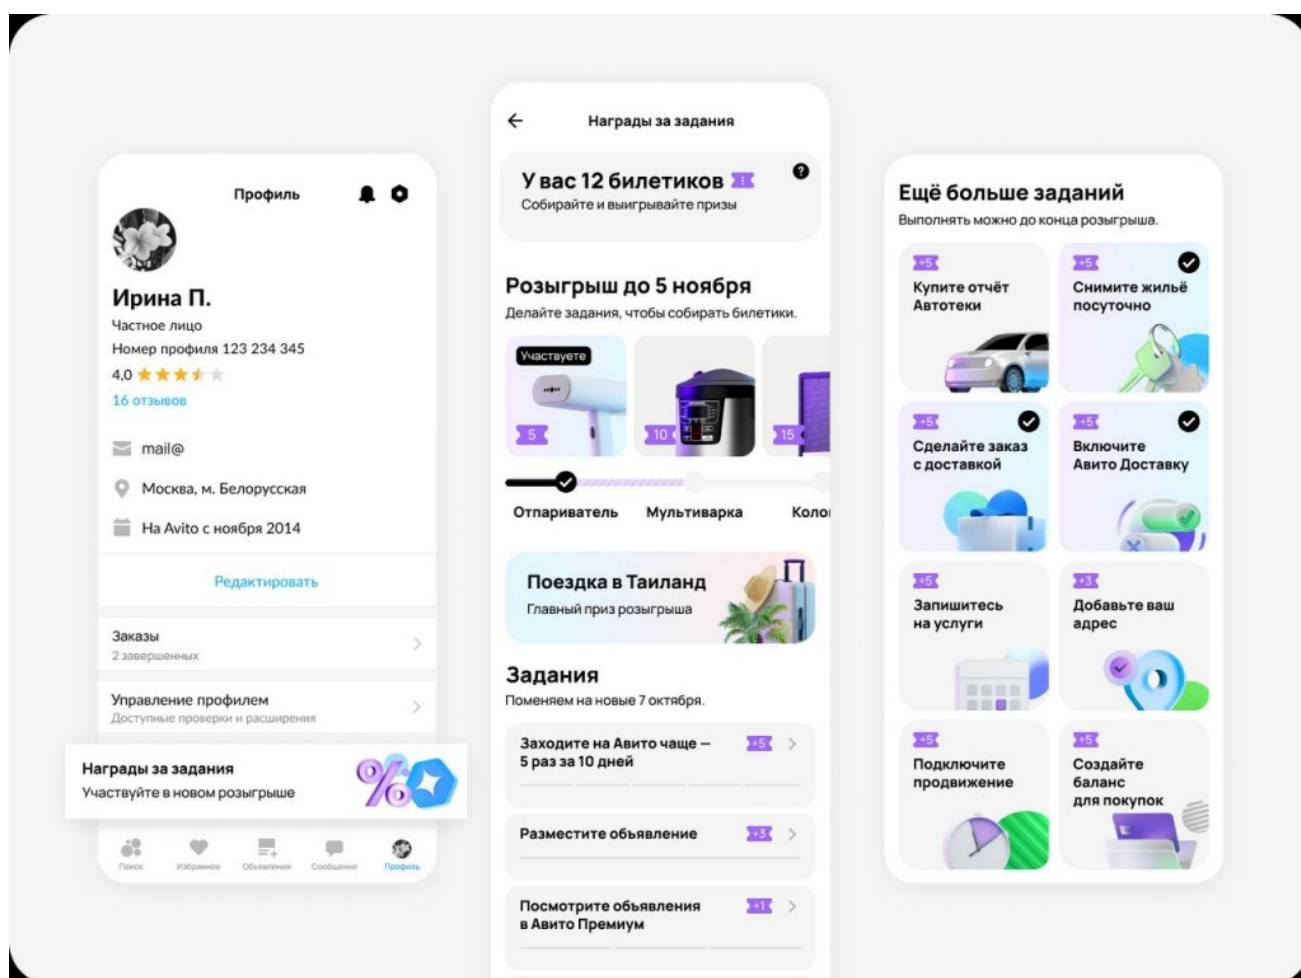 Профиль
Ирина П.
Частное лицо
Номер профиля 123 234 345
4,0
16 отзывов
mail@
Москва, м. Белорусская
На Avito с ноября 2014
Редактировать
Заказы
2 завершенных
Управление профилем
Доступные проверки и расширения
Награды за задания
Участвуйте в новом розыгрыше
Поиск
Избранное
Объявления
Сообщения
Профиль
Награды за задания
У вас 12 билетиков
Собирайте и выигрывайте призы
Розыгрыш до 5 ноября
Делайте задания, чтобы собирать билетики.
Участвуете
5
10
15
Отпариватель
Мультиварка
Коло
Поездка в Таиланд
Главный приз розыгрыша
Задания
Поменяем на новые 7 октября.
Заходите на Авито чаще —
5 раз за 10 дней
+5
Разместите объявление
+3
Посмотрите объявления
в Авито Премиум
+1
Ещё больше заданий
Выполнять можно до конца розыгрыша.
+5
Купите отчёт
Автотеки
+5
Снимите жильё
посуточно
+5
Сделайте заказ
с доставкой
+5
Включите
Авито Доставку
+5
Запишитесь
на услуги
+3
Добавьте ваш
адрес
+5
Подключите
продвижение
+5
Создайте
баланс
для покупок